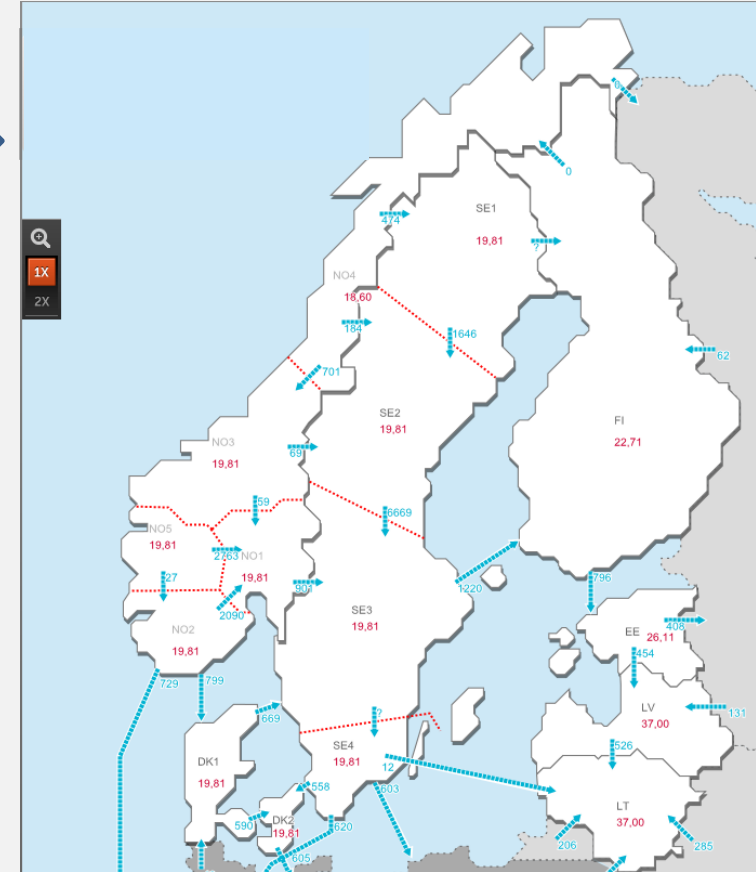 0
0
SE1
19,81
474
?
NO4
18,60
184
1646
62
701
SE2
19,81
FI
22,71
NO3
19,81
69
59
6669
NO5
19,81
2763
NO1
19,81
27
901
1220
796
2090
SE3
19,81
NO2
19,81
408
EE
26,11
454
729
799
669
?
LV
37,00
131
SE4
19,81
526
DK1
19,81
12
558
603
590
DK2
19,81
620
LT
37,00
605
206
285
1X
2X